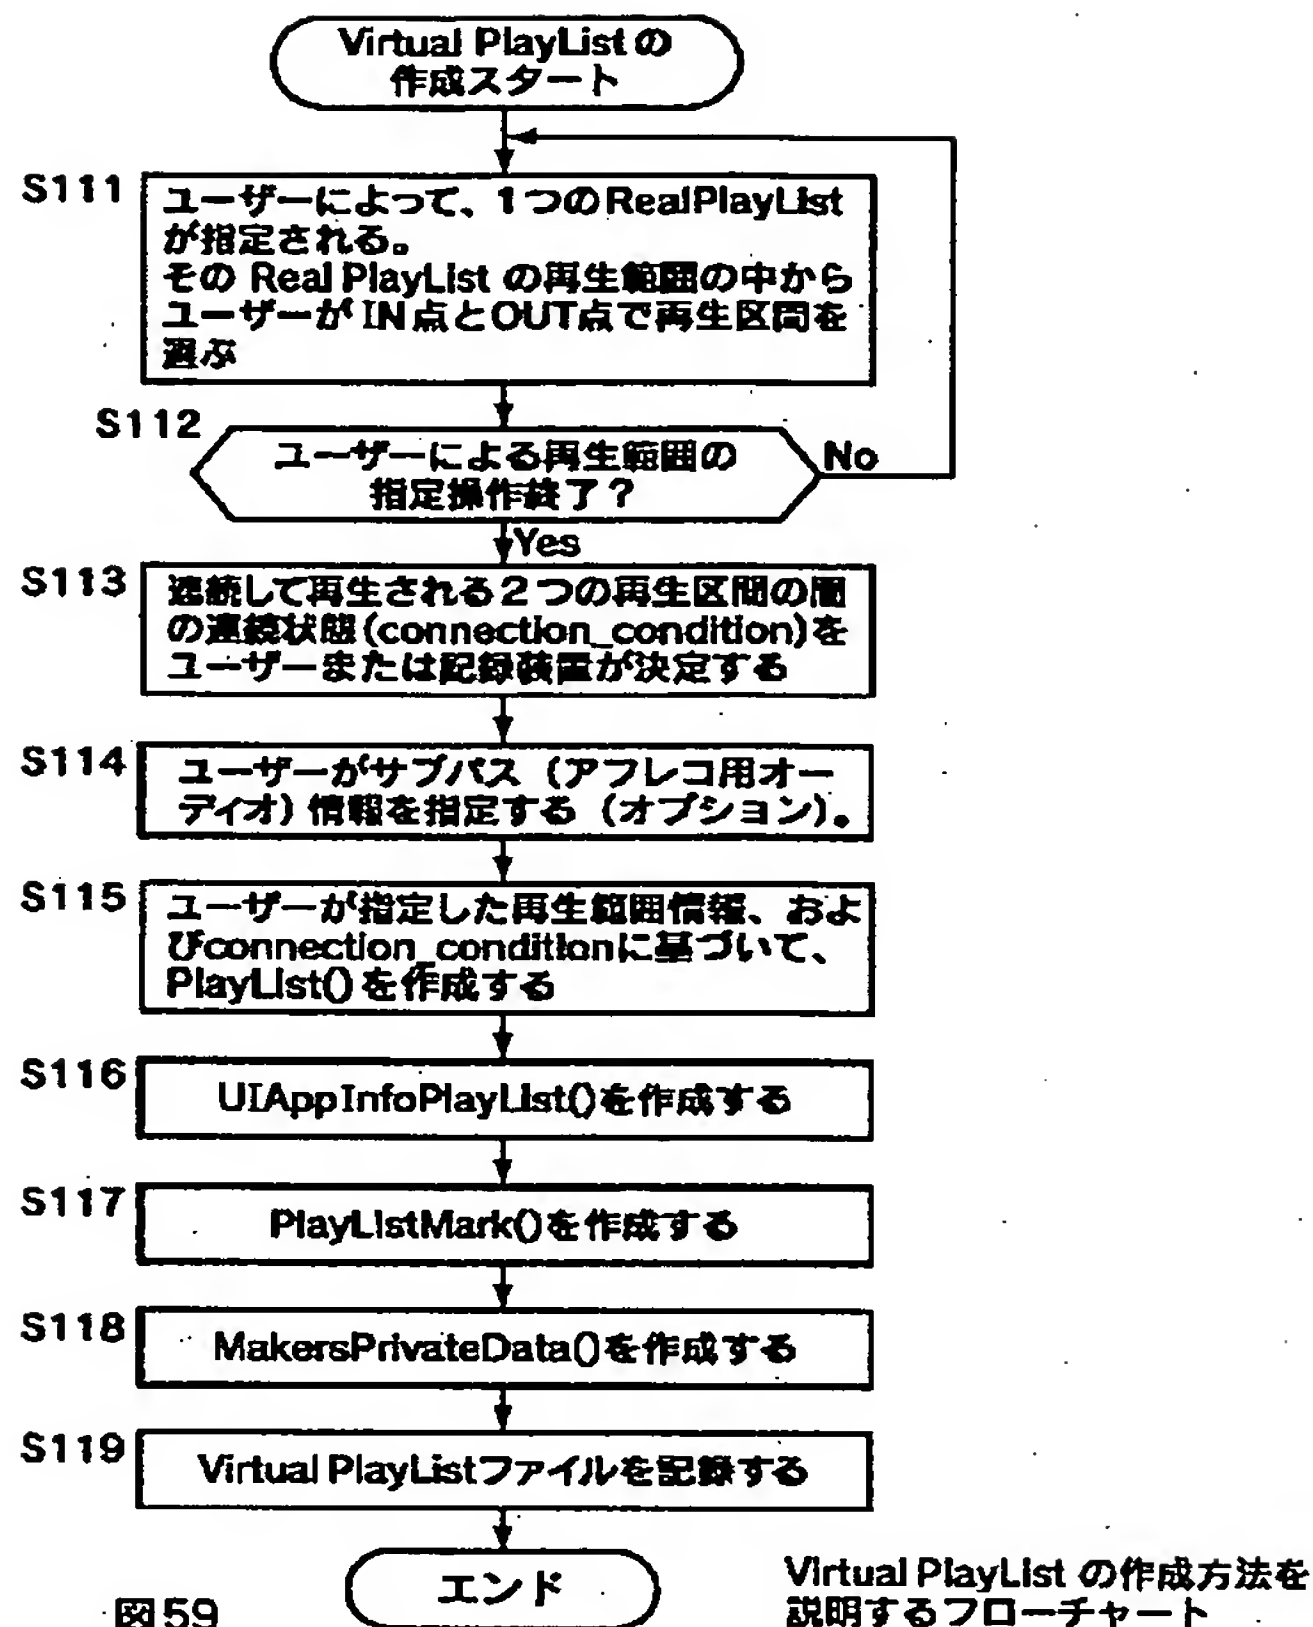 Virtual PlayList の
作成スタート
S111
ユーザーによって、1つのRealPlayList
が指定される。
その Real PlayList の再生範囲の中から
ユーザーが IN点とOUT点で再生区間を
選ぶ
S112
ユーザーによる再生範囲の
指定操作終了？
No
Yes
S113
連続して再生される2つの再生区間の間
の連続状態(connection_condition)を
ユーザーまたは記録装置が決定する
S114
ユーザーがサブパス（アフレコ用オー
ディオ）情報を指定する（オプション）。
S115
ユーザーが指定した再生範囲情報、およ
びconnection_conditionに基づいて、
PlayList()を作成する
S116
UIAppInfoPlayList()を作成する
S117
PlayListMark()を作成する
S118
MakersPrivateData()を作成する
S119
Virtual PlayListファイルを記録する
エンド
図59
Virtual PlayList の作成方法を
説明するフローチャート